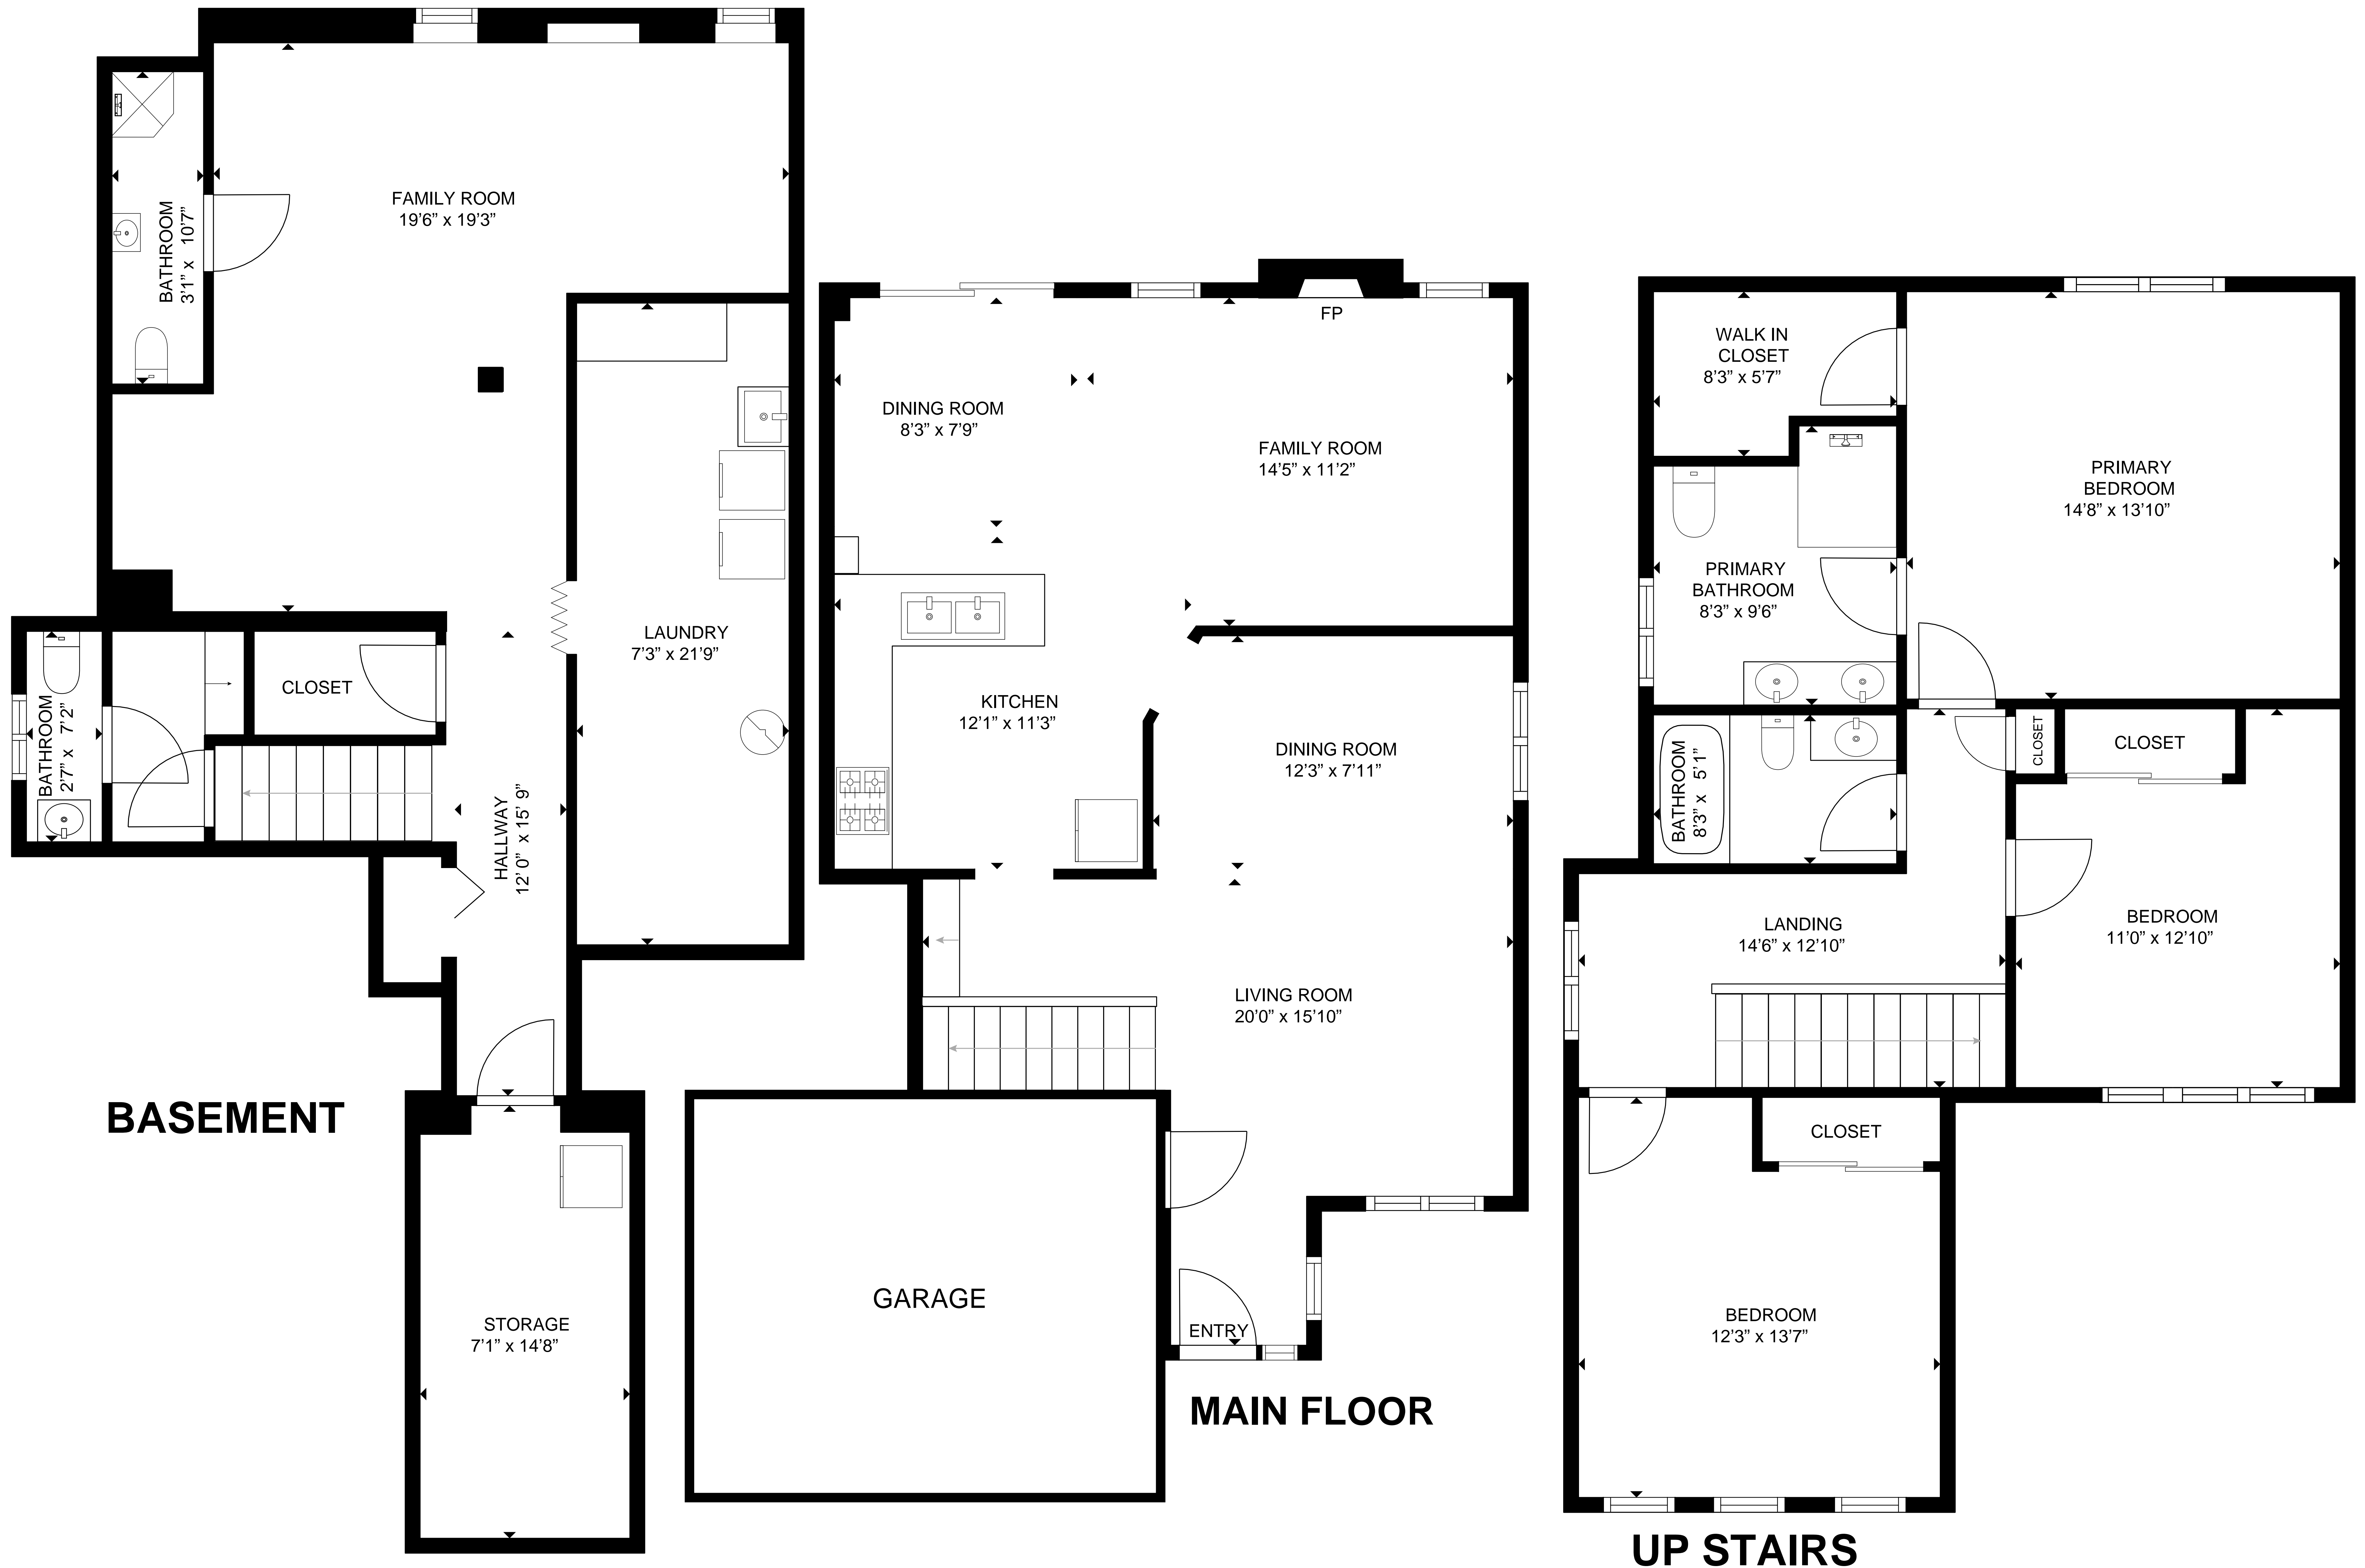 FAMILY ROOM
19'6" x 19'3"
BATHROOM
3'1" x 10'7"
LAUNDRY
7'3" x 21'9"
CLOSET
BATHROOM
2'7" x 7'2"
HALLWAY
12' 0" x 15' 9"
BASEMENT
STORAGE
7'1" x 14'8"
FP
DINING ROOM
8'3" x 7'9"
FAMILY ROOM
14'5" x 11'2"
KITCHEN
12'1" x 11'3"
DINING ROOM
12'3" x 7'11"
LIVING ROOM
20'0" x 15'10"
GARAGE
ENTRY
MAIN FLOOR
WALK IN
CLOSET
8'3" x 5'7"
PRIMARY
BEDROOM
14'8" x 13'10"
PRIMARY
BATHROOM
8'3" x 9'6"
BATHROOM
8'3" x 5'1"
CLOSET
CLOSET
LANDING
14'6" x 12'10"
BEDROOM
11'0" x 12'10"
CLOSET
BEDROOM
12'3" x 13'7"
UP STAIRS